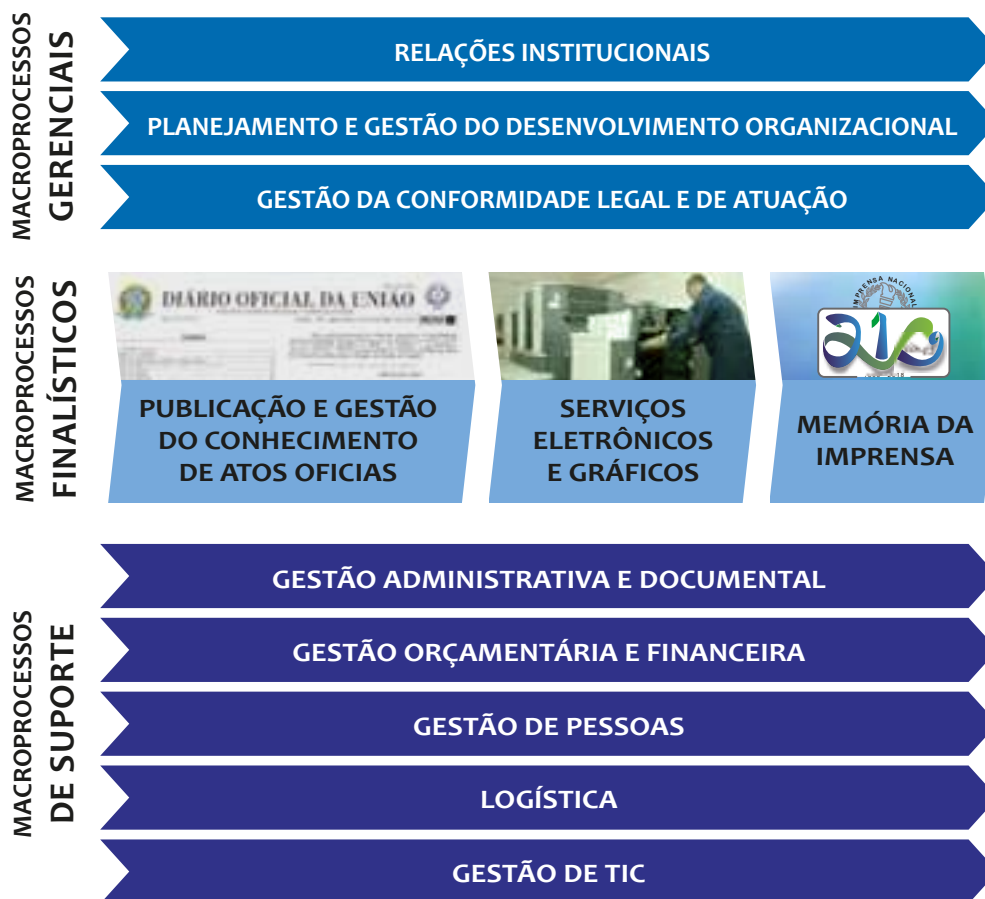 MACROPROCESSOS
GERENCIAIS
RELAÇÕES INSTITUCIONAIS
PLANEJAMENTO E GESTÃO DO DESENVOLVIMENTO ORGANIZACIONAL
GESTÃO DA CONFORMIDADE LEGAL E DE ATUAÇÃO
MACROPROCESSOS
FINALÍSTICOS
DIÁRIO OFICIAL DA UNIÃO
PUBLICAÇÃO E GESTÃO
DO CONHECIMENTO
DE ATOS OFICIAS
SERVIÇOS
ELETRÔNICOS
E GRÁFICOS
IMPRENSA NACIONAL
MEMÓRIA DA
IMPRENSA
MACROPROCESSOS
DE SUPORTE
GESTÃO ADMINISTRATIVA E DOCUMENTAL
GESTÃO ORÇAMENTÁRIA E FINANCEIRA
GESTÃO DE PESSOAS
LOGÍSTICA
GESTÃO DE TIC